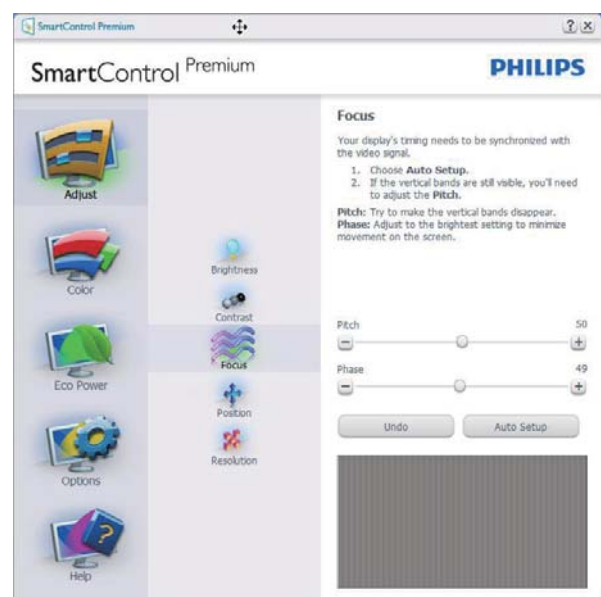 SmartControl Premium
? ×
SmartControl Premium
PHILIPS
Adjust
Color
Eco Power
Options
?
Help
Brightness
Contrast
Focus
Position
Resolution
Focus
Your display's timing needs to be synchronized with
the video signal.
1. Choose Auto Setup.
2. If the vertical bands are still visible, you'll need
to adjust the Pitch.
Pitch: Try to make the vertical bands disappear.
Phase: Adjust to the brightest setting to minimize
movement on the screen.
Pitch 50
− +
Phase 49
− +
Undo Auto Setup